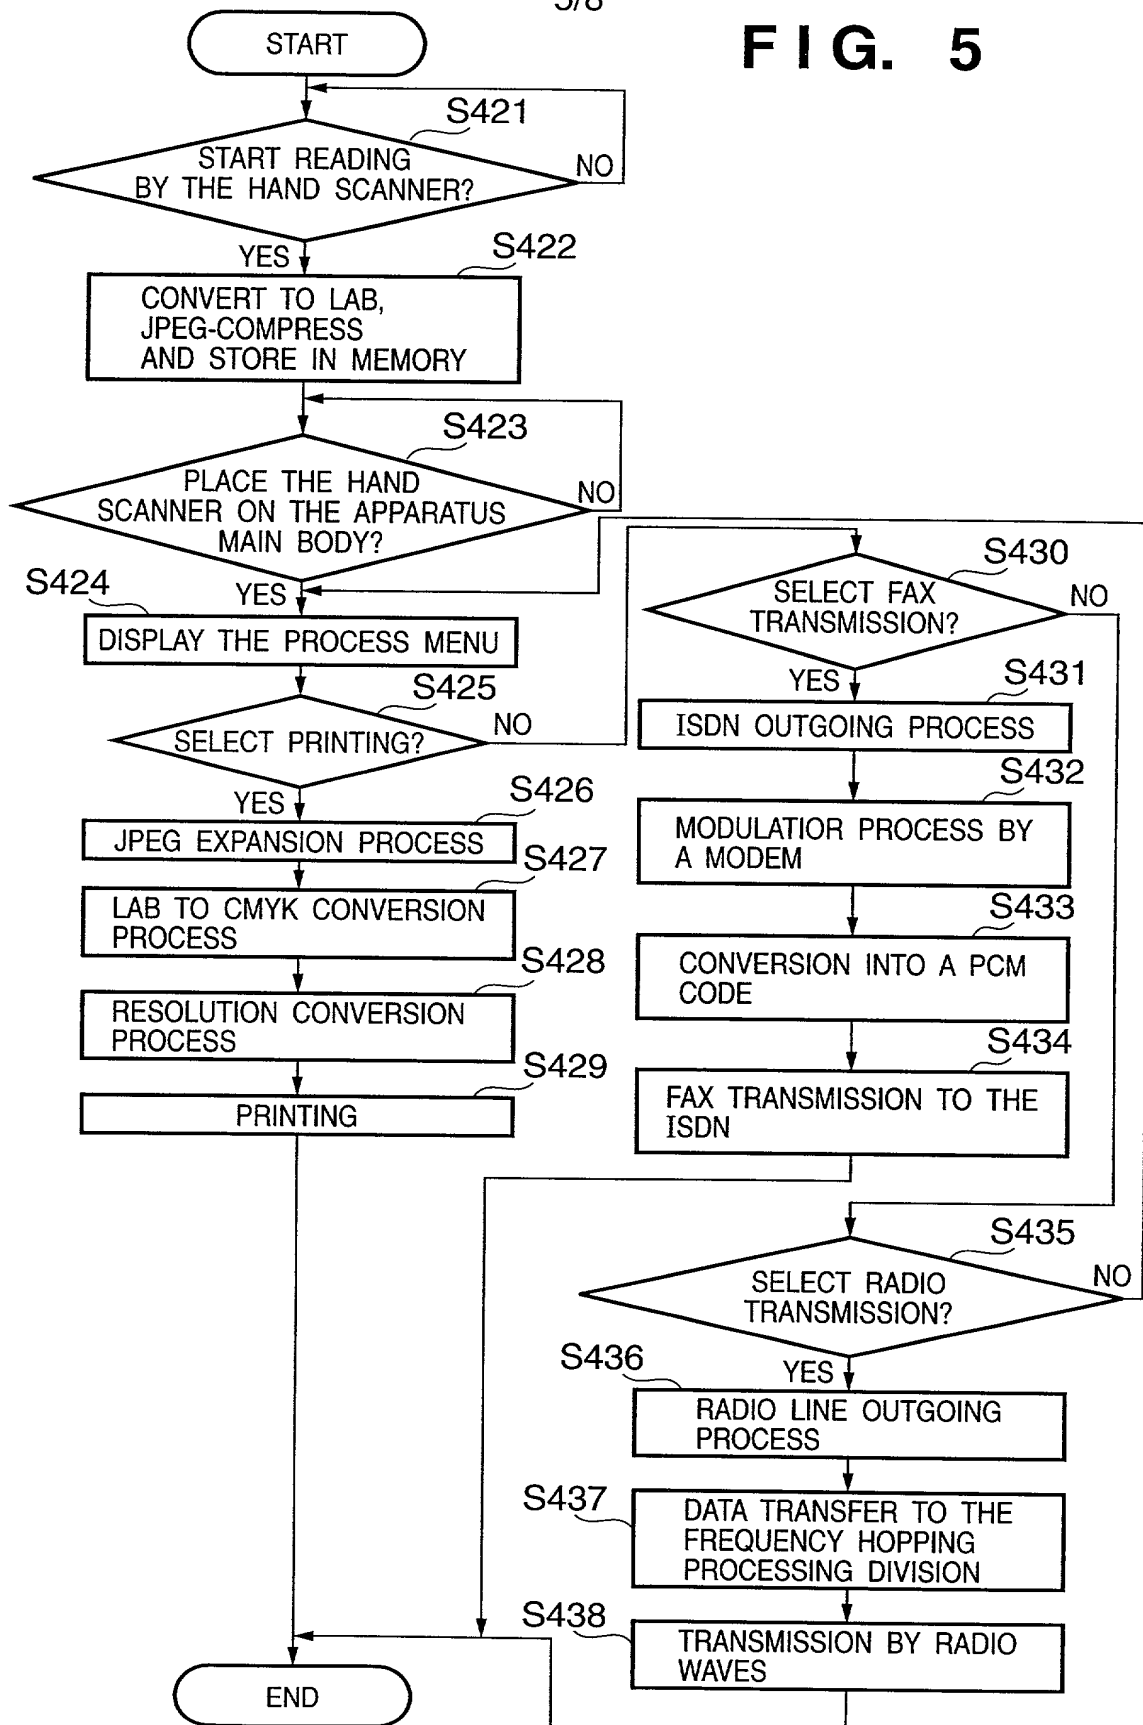 5/8
FIG. 5
START
S421
START READING
BY THE HAND SCANNER?
NO
YES
S422
CONVERT TO LAB,
JPEG-COMPRESS
AND STORE IN MEMORY
S423
PLACE THE HAND
SCANNER ON THE APPARATUS
MAIN BODY?
NO
YES
S424
DISPLAY THE PROCESS MENU
S425
SELECT PRINTING?
NO
YES
S426
JPEG EXPANSION PROCESS
S427
LAB TO CMYK CONVERSION
PROCESS
S428
RESOLUTION CONVERSION
PROCESS
S429
PRINTING
S430
SELECT FAX
TRANSMISSION?
NO
YES
S431
ISDN OUTGOING PROCESS
S432
MODULATIOR PROCESS BY
A MODEM
S433
CONVERSION INTO A PCM
CODE
S434
FAX TRANSMISSION TO THE
ISDN
S435
SELECT RADIO
TRANSMISSION?
NO
YES
S436
RADIO LINE OUTGOING
PROCESS
S437
DATA TRANSFER TO THE
FREQUENCY HOPPING
PROCESSING DIVISION
S438
TRANSMISSION BY RADIO
WAVES
END